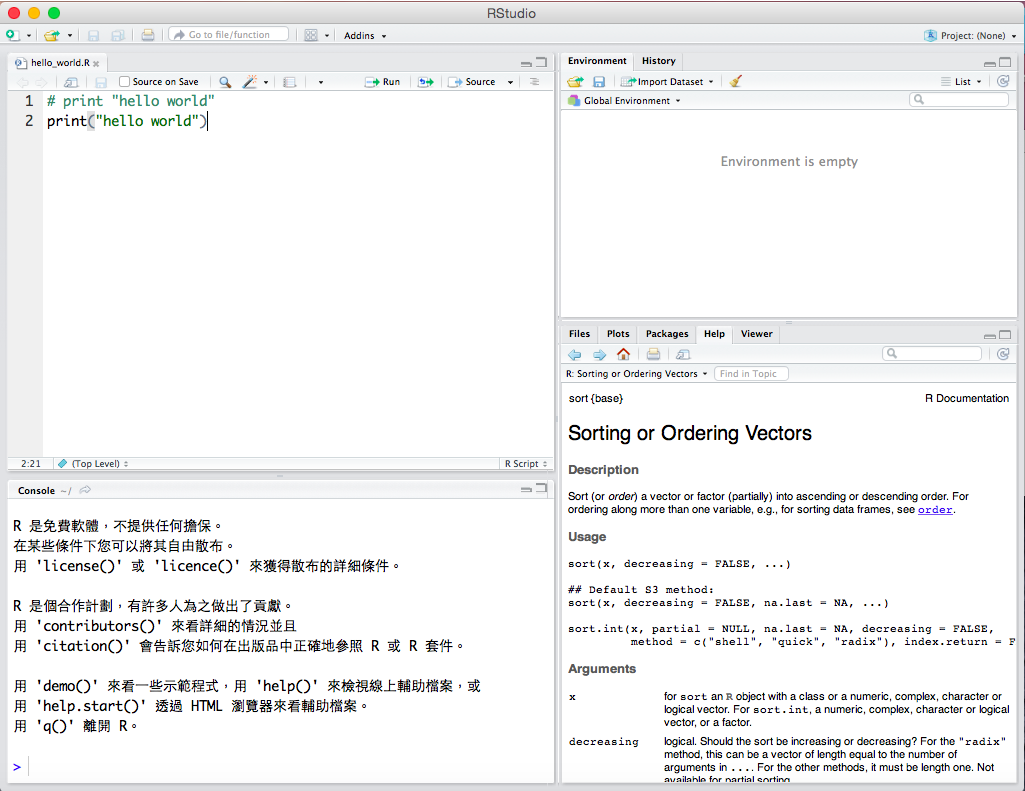 RStudio
Go to file/function
Addins
Project: (None)
hello_world.R
Source on Save
Run
Source
1 # print "hello world"
2 print("hello world")
2:21
(Top Level)
R Script
Console ~/
R 是免費軟體，不提供任何擔保。
在某些條件下您可以將其自由散布。
用 'license()' 或 'licence()' 來獲得散布的詳細條件。
R 是個合作計劃，有許多人為之做出了貢獻。
用 'contributors()' 來看詳細的情況並且
用 'citation()' 會告訴您如何在出版品中正確地參照 R 或 R 套件。
用 'demo()' 來看一些示範程式，用 'help()' 來檢視線上輔助檔案，或
用 'help.start()' 透過 HTML 瀏覽器來看輔助檔案。
用 'q()' 離開 R。
>
Environment History
Import Dataset
List
Global Environment
Environment is empty
Files Plots Packages Help Viewer
R: Sorting or Ordering Vectors
Find in Topic
sort {base}
R Documentation
Sorting or Ordering Vectors
Description
Sort (or order) a vector or factor (partially) into ascending or descending order. For
ordering along more than one variable, e.g., for sorting data frames, see order.
Usage
sort(x, decreasing = FALSE, ...)
## Default S3 method:
sort(x, decreasing = FALSE, na.last = NA, ...)
sort.int(x, partial = NULL, na.last = NA, decreasing = FALSE,
method = c("shell", "quick", "radix"), index.return = F
Arguments
x
for sort an R object with a class or a numeric, complex, character or
logical vector. For sort.int, a numeric, complex, character or logical
vector, or a factor.
decreasing
logical. Should the sort be increasing or decreasing? For the "radix"
method, this can be a vector of length equal to the number of
arguments in .... For the other methods, it must be length one. Not
available for partial sorting